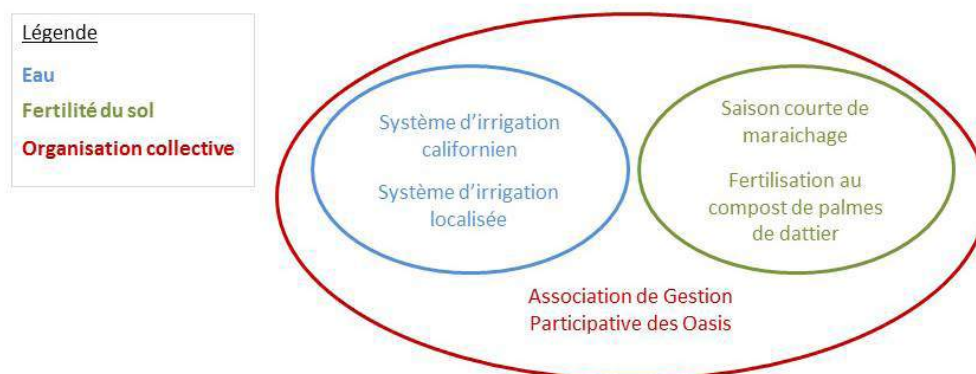 Légende
Eau
Fertilité du sol
Organisation collective
Système d'irrigation
californien
Système d'irrigation
localisée
Saison courte de
maraichage
Fertilisation au
compost de palmes
de dattier
Association de Gestion
Participative des Oasis